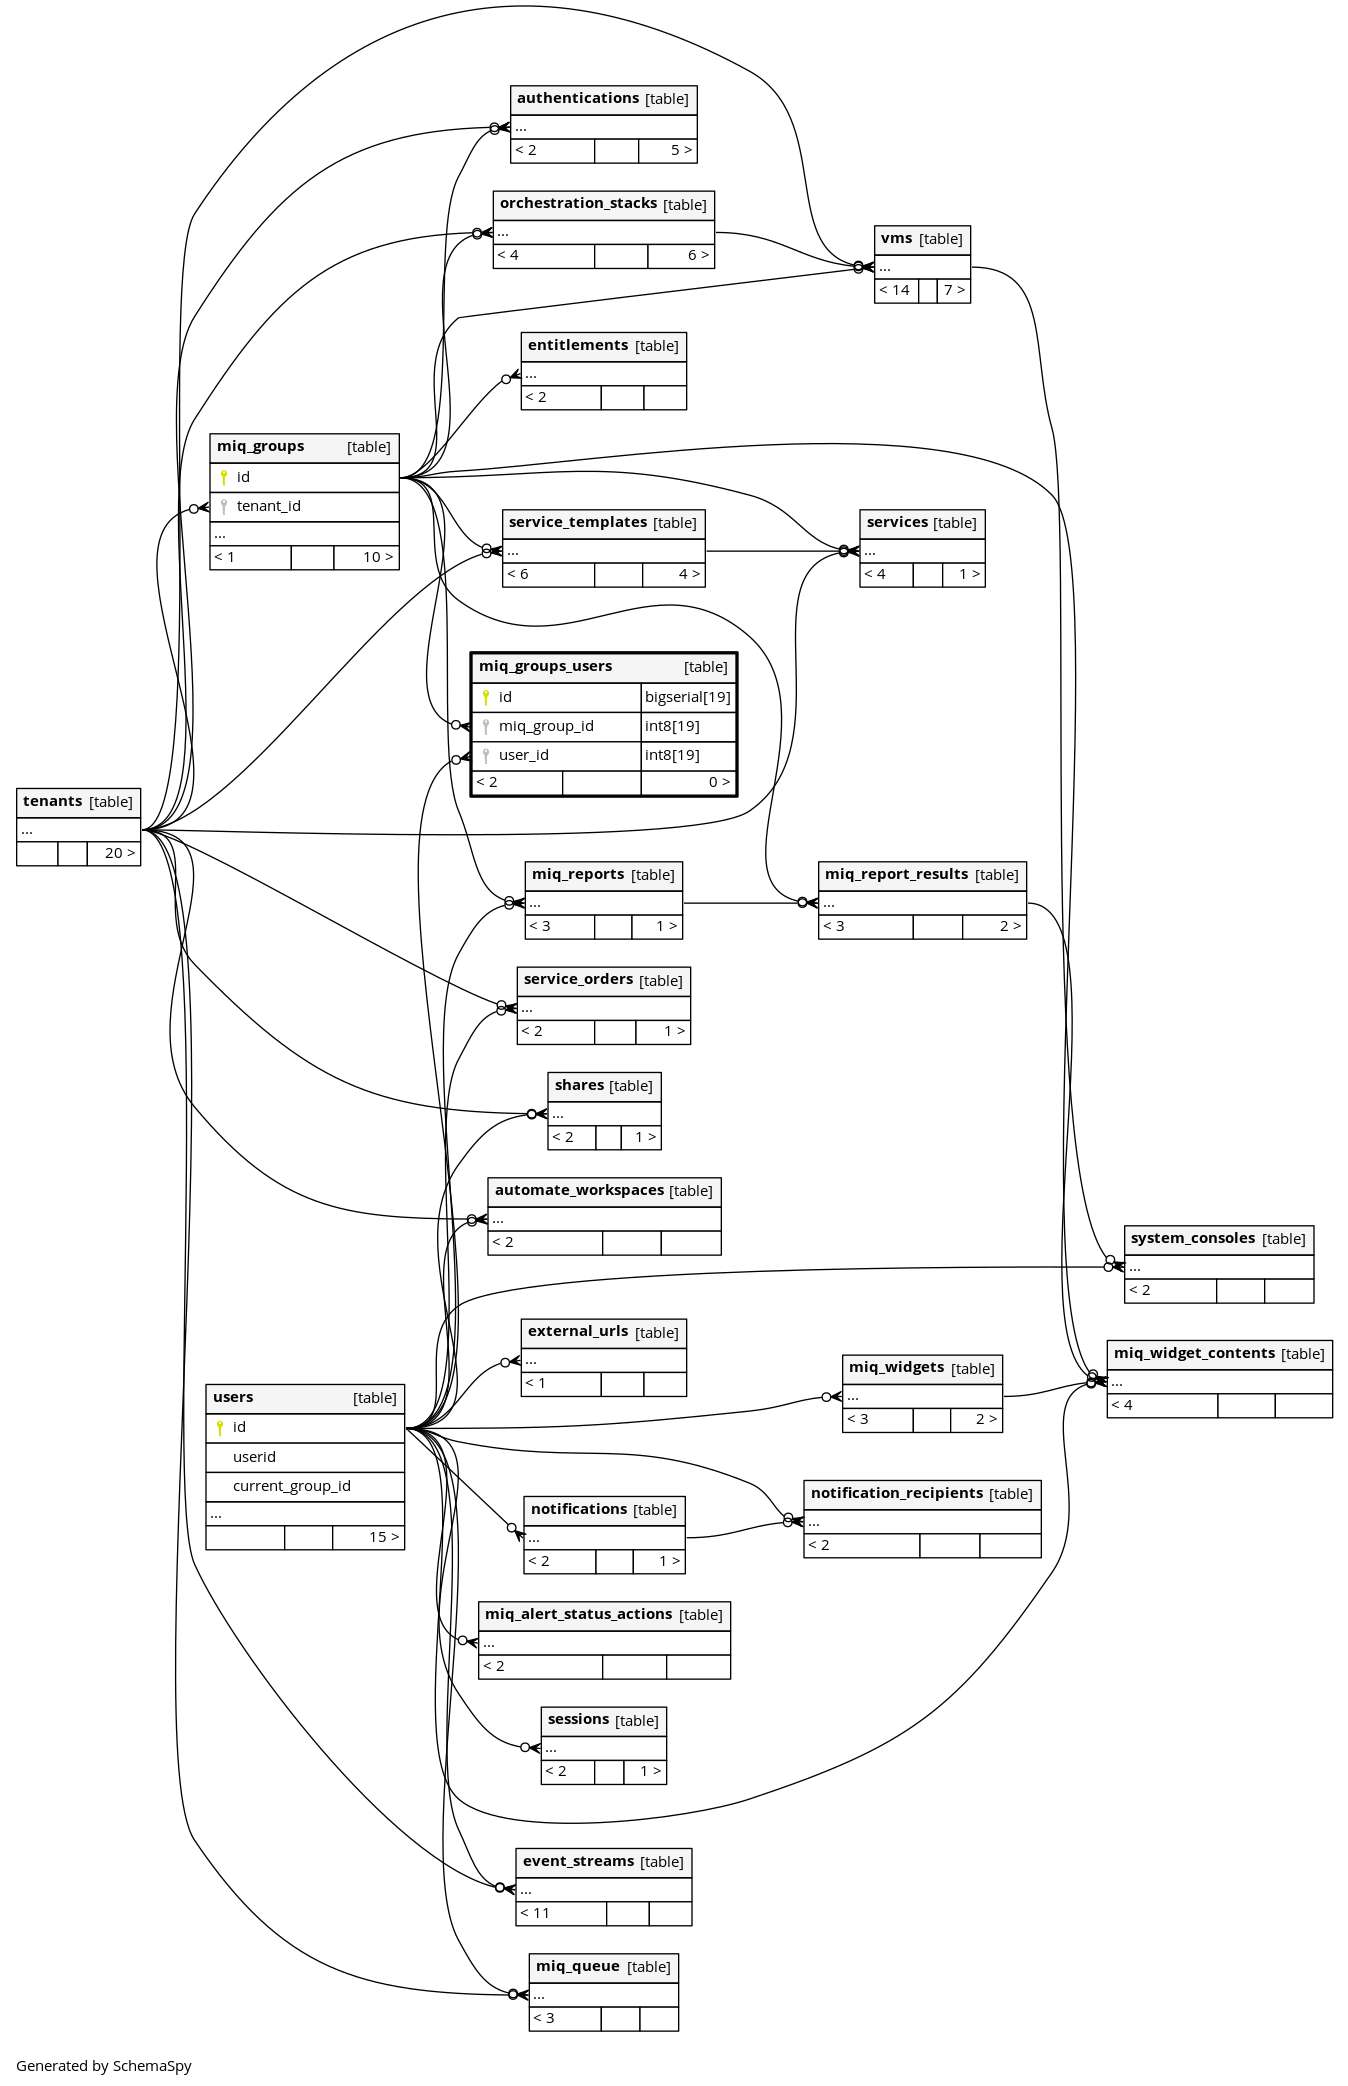 authentications [table]
...
< 2 5 >
orchestration_stacks [table]
...
< 4 6 >
vms [table]
...
< 14 7 >
entitlements [table]
...
< 2
miq_groups [table]
id
tenant_id
...
< 1 10 >
service_templates [table]
...
< 6 4 >
services [table]
...
< 4 1 >
miq_groups_users [table]
id bigserial[19]
miq_group_id int8[19]
user_id int8[19]
< 2 0 >
tenants [table]
...
20 >
miq_reports [table]
...
< 3 1 >
miq_report_results [table]
...
< 3 2 >
service_orders [table]
...
< 2 1 >
shares [table]
...
< 2 1 >
automate_workspaces [table]
...
< 2
system_consoles [table]
...
< 2
external_urls [table]
...
< 1
miq_widgets [table]
...
< 3 2 >
miq_widget_contents [table]
...
< 4
users [table]
id
userid
current_group_id
...
15 >
notifications [table]
...
< 2 1 >
notification_recipients [table]
...
< 2
miq_alert_status_actions [table]
...
< 2
sessions [table]
...
< 2 1 >
event_streams [table]
...
< 11
miq_queue [table]
...
< 3
Generated by SchemaSpy